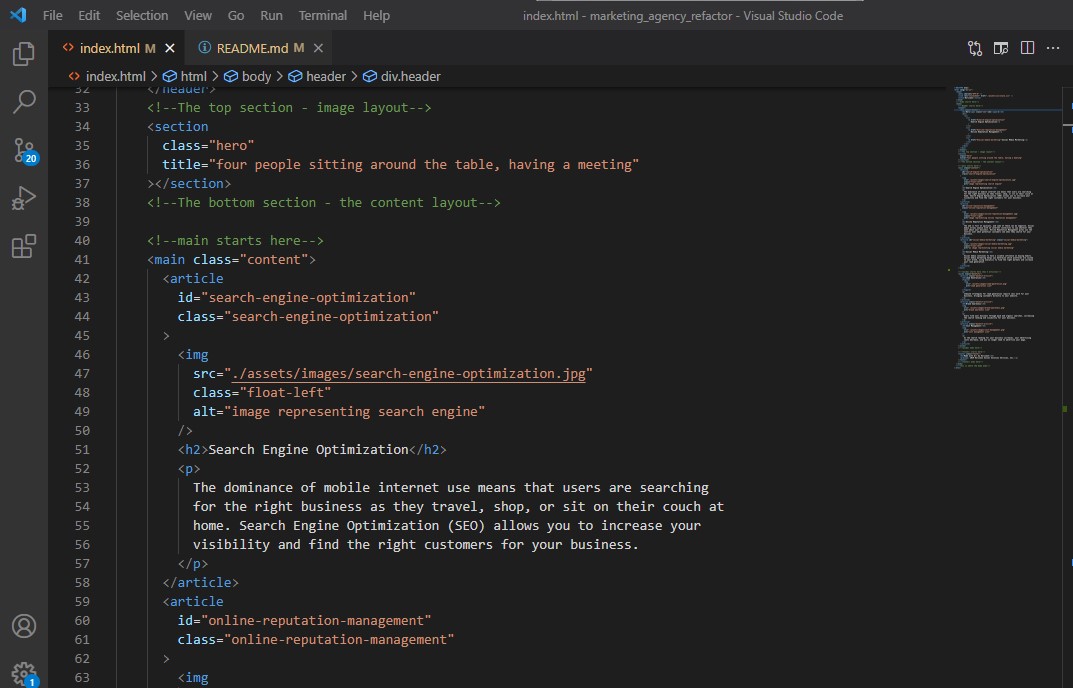 File Edit Selection View Go Run Terminal Help
index.html - marketing_agency_refactor - Visual Studio Code
index.html M
README.md M
index.html > html > body > header > div.header
32 </header>
33 <!--The top section - image layout-->
34 <section
35 class="hero"
36 title="four people sitting around the table, having a meeting"
37 ></section>
38 <!--The bottom section - the content layout-->
39
40 <!--main starts here-->
41 <main class="content">
42 <article
43 id="search-engine-optimization"
44 class="search-engine-optimization"
45 >
46 <img
47 src="./assets/images/search-engine-optimization.jpg"
48 class="float-left"
49 alt="image representing search engine"
50 />
51 <h2>Search Engine Optimization</h2>
52 <p>
53 The dominance of mobile internet use means that users are searching
54 for the right business as they travel, shop, or sit on their couch at
55 home. Search Engine Optimization (SEO) allows you to increase your
56 visibility and find the right customers for your business.
57 </p>
58 </article>
59 <article
60 id="online-reputation-management"
61 class="online-reputation-management"
62 >
63 <img
20
1